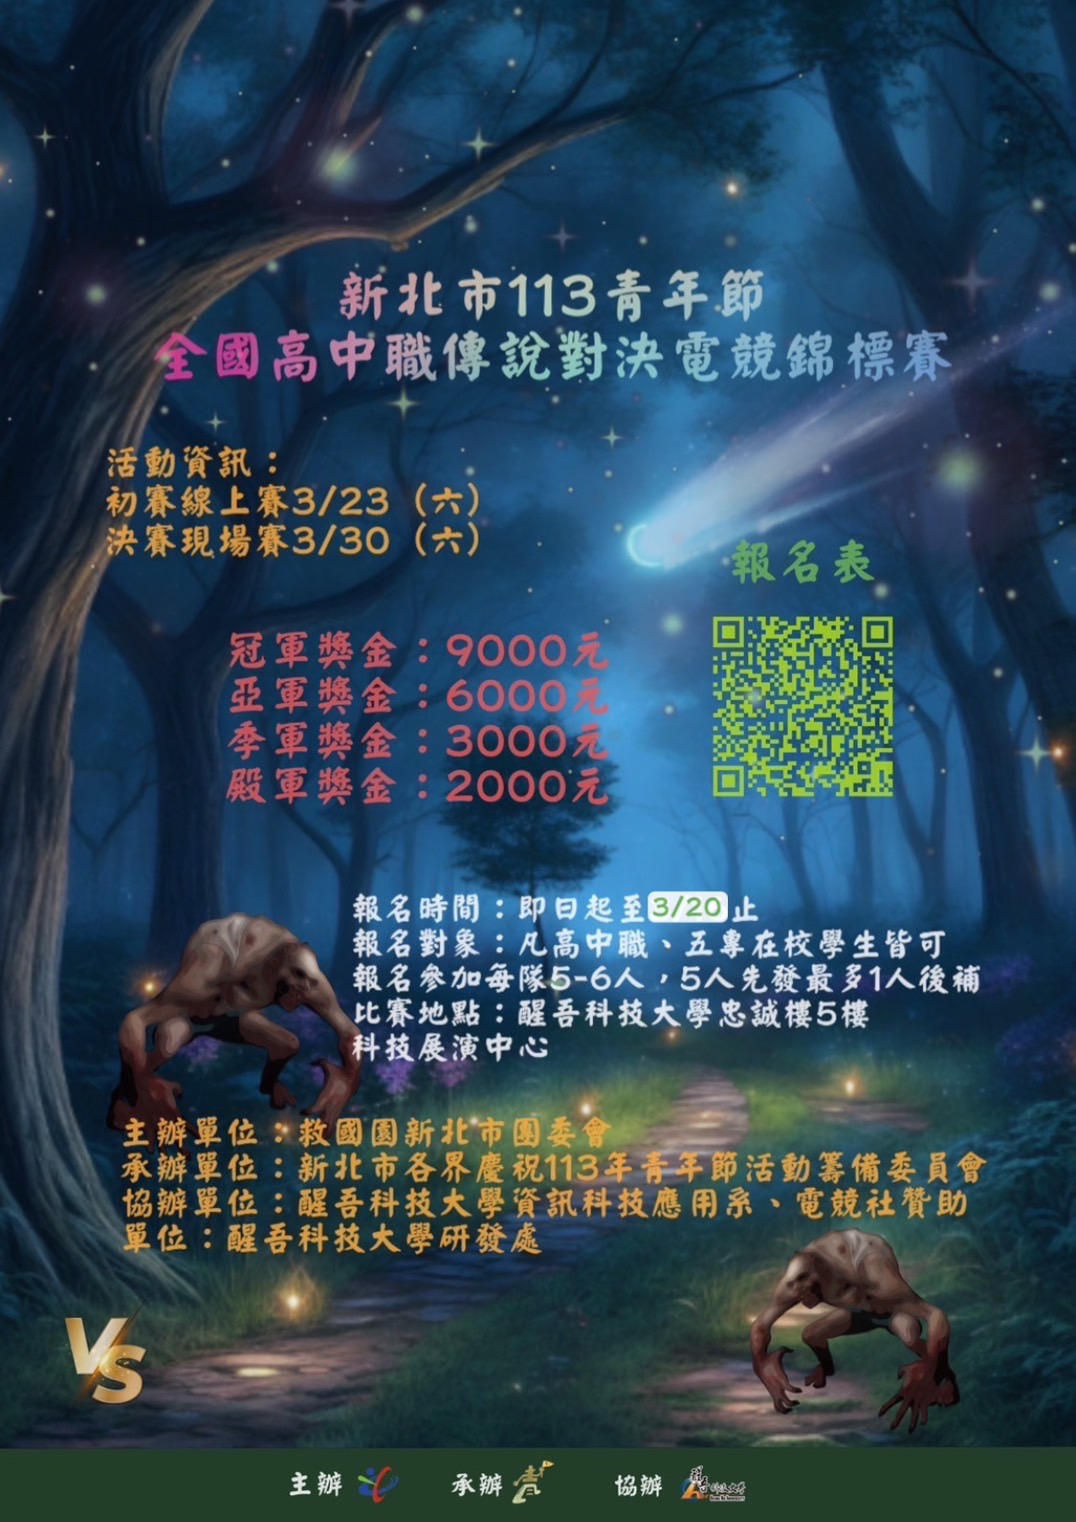 新北市113青年節
全國高中職傳說對決電競錦標賽
活動資訊：
初賽線上賽3/23（六）
決賽現場賽3/30（六）
報名表
冠軍獎金：9000元
亞軍獎金：6000元
季軍獎金：3000元
殿軍獎金：2000元
報名時間：即日起至3/20止
報名對象：凡高中職、五專在校學生皆可
報名參加每隊5-6人，5人先發最多1人後補
比賽地點：醒吾科技大學忠誠樓5樓
科技展演中心
主辦單位：救國團新北市團委會
承辦單位：新北市各界慶祝113年青年節活動籌備委員會
協辦單位：醒吾科技大學資訊科技應用系、電競社贊助
單位：醒吾科技大學研發處
VS
主辦
承辦
協辦